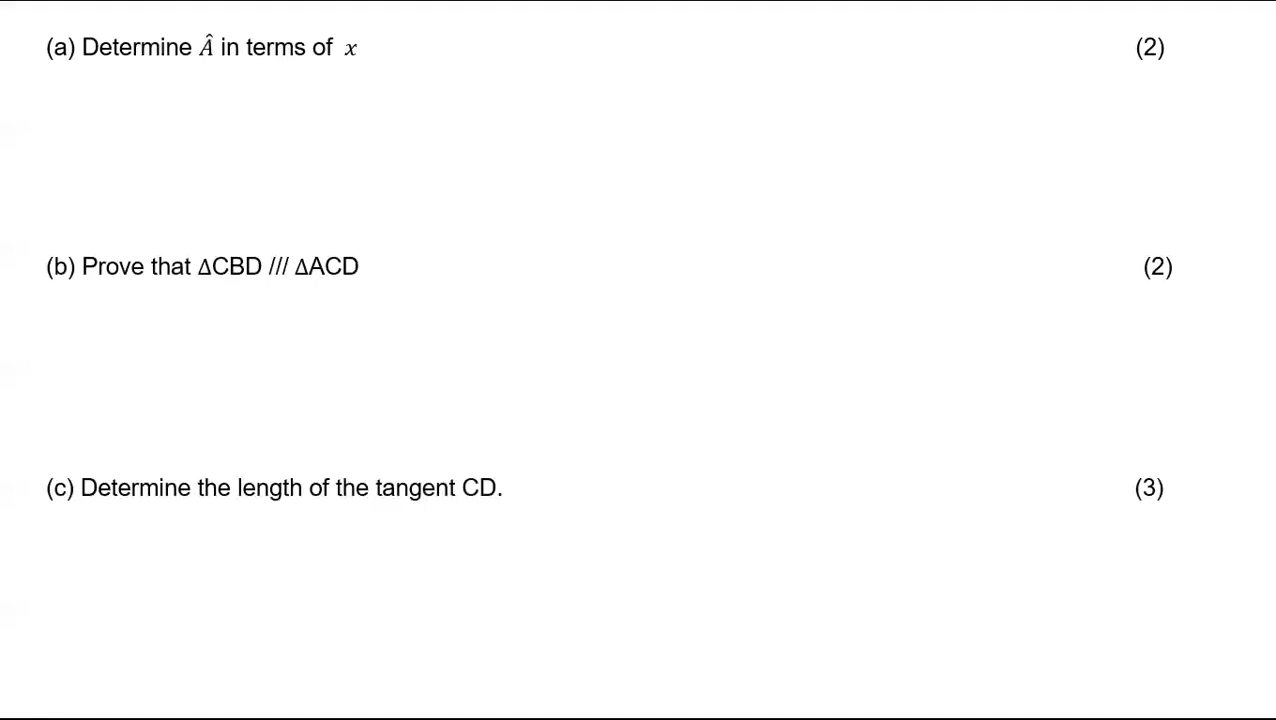 (a) Determine Â in terms of x (2)
(b) Prove that ΔCBD /// ΔACD (2)
(c) Determine the length of the tangent CD. (3)